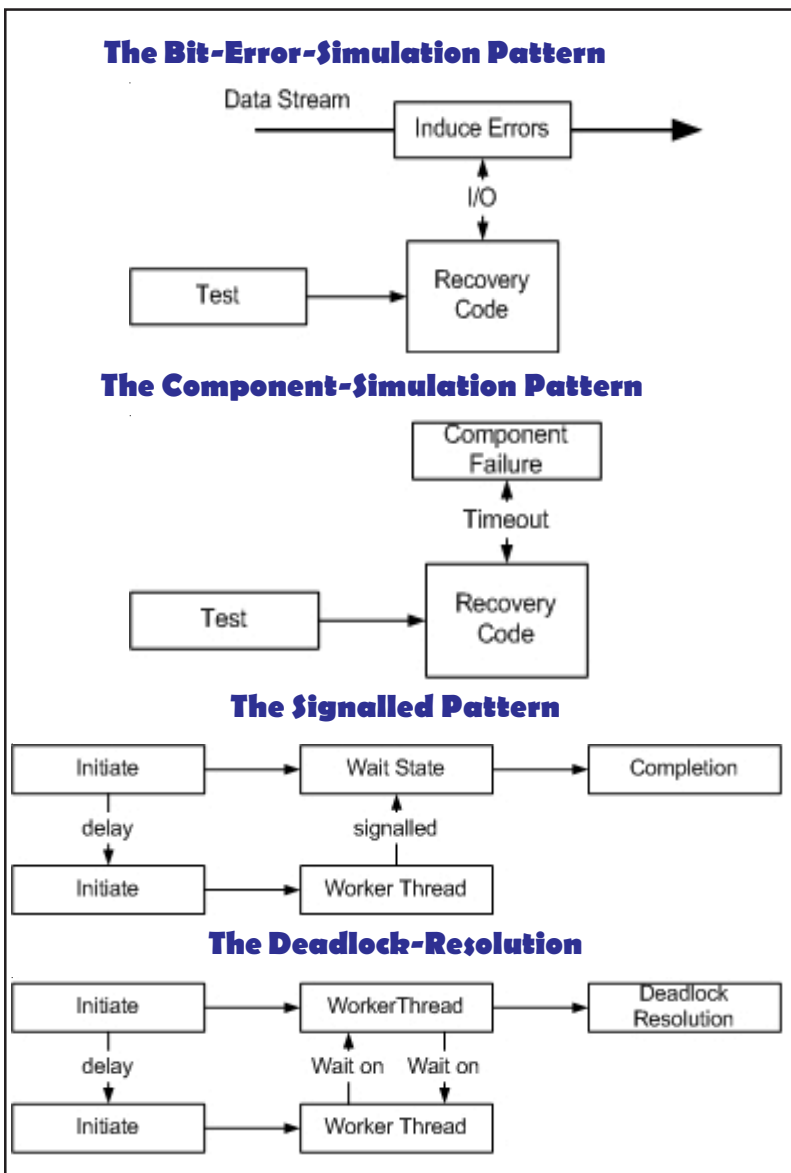 The Bit-Error-Simulation Pattern
Data Stream
Induce Errors
I/O
Test
Recovery
Code
The Component-Simulation Pattern
Component
Failure
Timeout
Test
Recovery
Code
The Signalled Pattern
Initiate
Wait State
Completion
delay
signalled
Initiate
Worker Thread
The Deadlock-Resolution
Initiate
WorkerThread
Deadlock
Resolution
delay
Wait on
Wait on
Initiate
Worker Thread